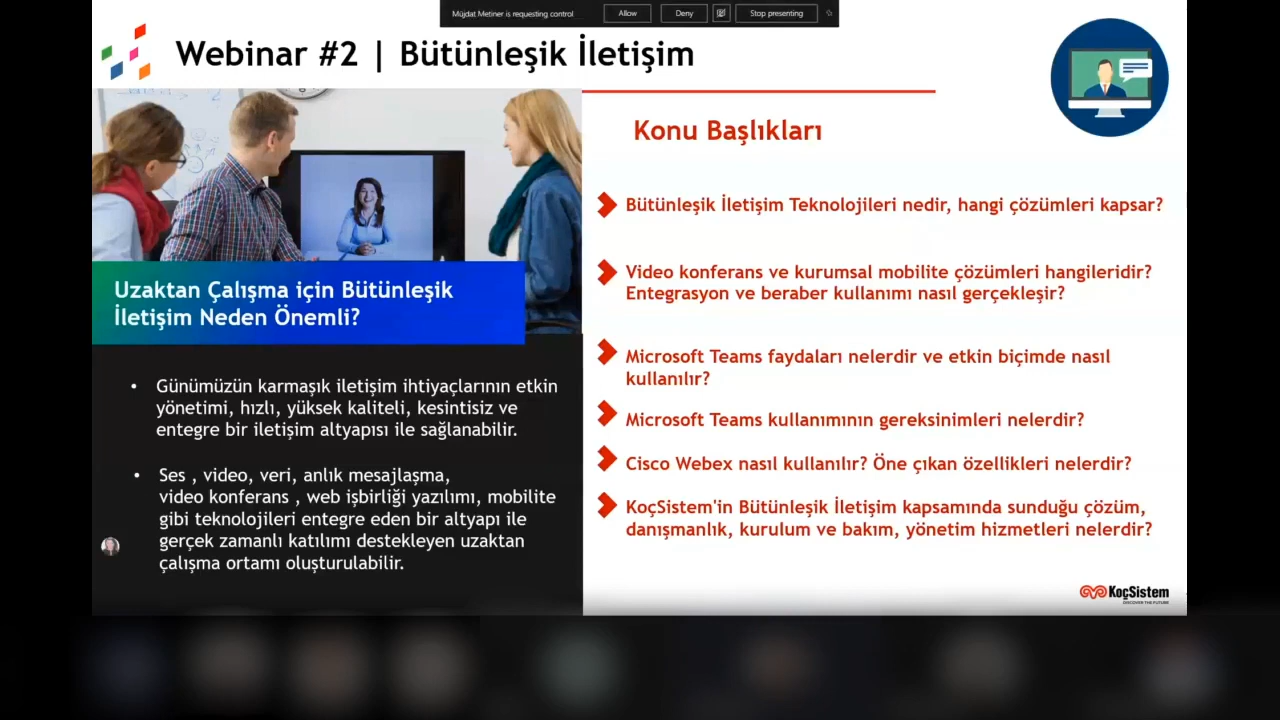 Müjdat Metiner is requesting control
Allow
Deny
Stop presenting
Webinar #2 | Bütünleşik İletişim
Uzaktan Çalışma için Bütünleşik
İletişim Neden Önemli?
• Günümüzün karmaşık iletişim ihtiyaçlarının etkin
yönetimi, hızlı, yüksek kaliteli, kesintisiz ve
entegre bir iletişim altyapısı ile sağlanabilir.
• Ses , video, veri, anlık mesajlaşma,
video konferans , web işbirliği yazılımı, mobilite
gibi teknolojileri entegre eden bir altyapı ile
gerçek zamanlı katılımı destekleyen uzaktan
çalışma ortamı oluşturulabilir.
Konu Başlıkları
Bütünleşik İletişim Teknolojileri nedir, hangi çözümleri kapsar?
Video konferans ve kurumsal mobilite çözümleri hangileridir?
Entegrasyon ve beraber kullanımı nasıl gerçekleşir?
Microsoft Teams faydaları nelerdir ve etkin biçimde nasıl
kullanılır?
Microsoft Teams kullanımının gereksinimleri nelerdir?
Cisco Webex nasıl kullanılır? Öne çıkan özellikleri nelerdir?
KoçSistem'in Bütünleşik İletişim kapsamında sunduğu çözüm,
danışmanlık, kurulum ve bakım, yönetim hizmetleri nelerdir?
KoçSistem
DISCOVER THE FUTURE